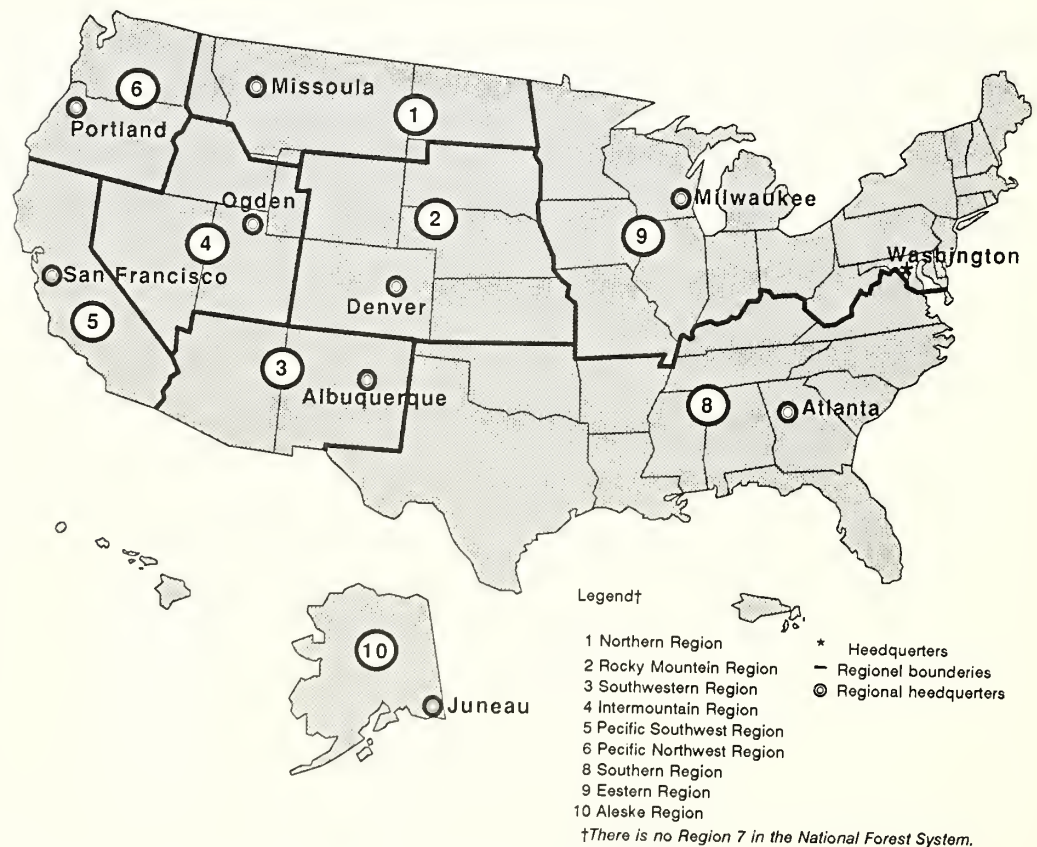 6
Missoula
1
Portland
Ogden
2
Milwaukee
4
9
Washington
San Francisco
Denver
5
3
Albuquerque
8
Atlanta
10
Juneau
Legend†
1 Northern Region
2 Rocky Mountein Region
3 Southwestern Region
4 Intermountain Region
5 Pecific Southwest Region
6 Pecific Northwest Region
8 Southern Region
9 Eestern Region
10 Aleske Region
★ Heedquerters
Regionel bounderies
Regional heedquerters
†There is no Region 7 in the National Forest System.